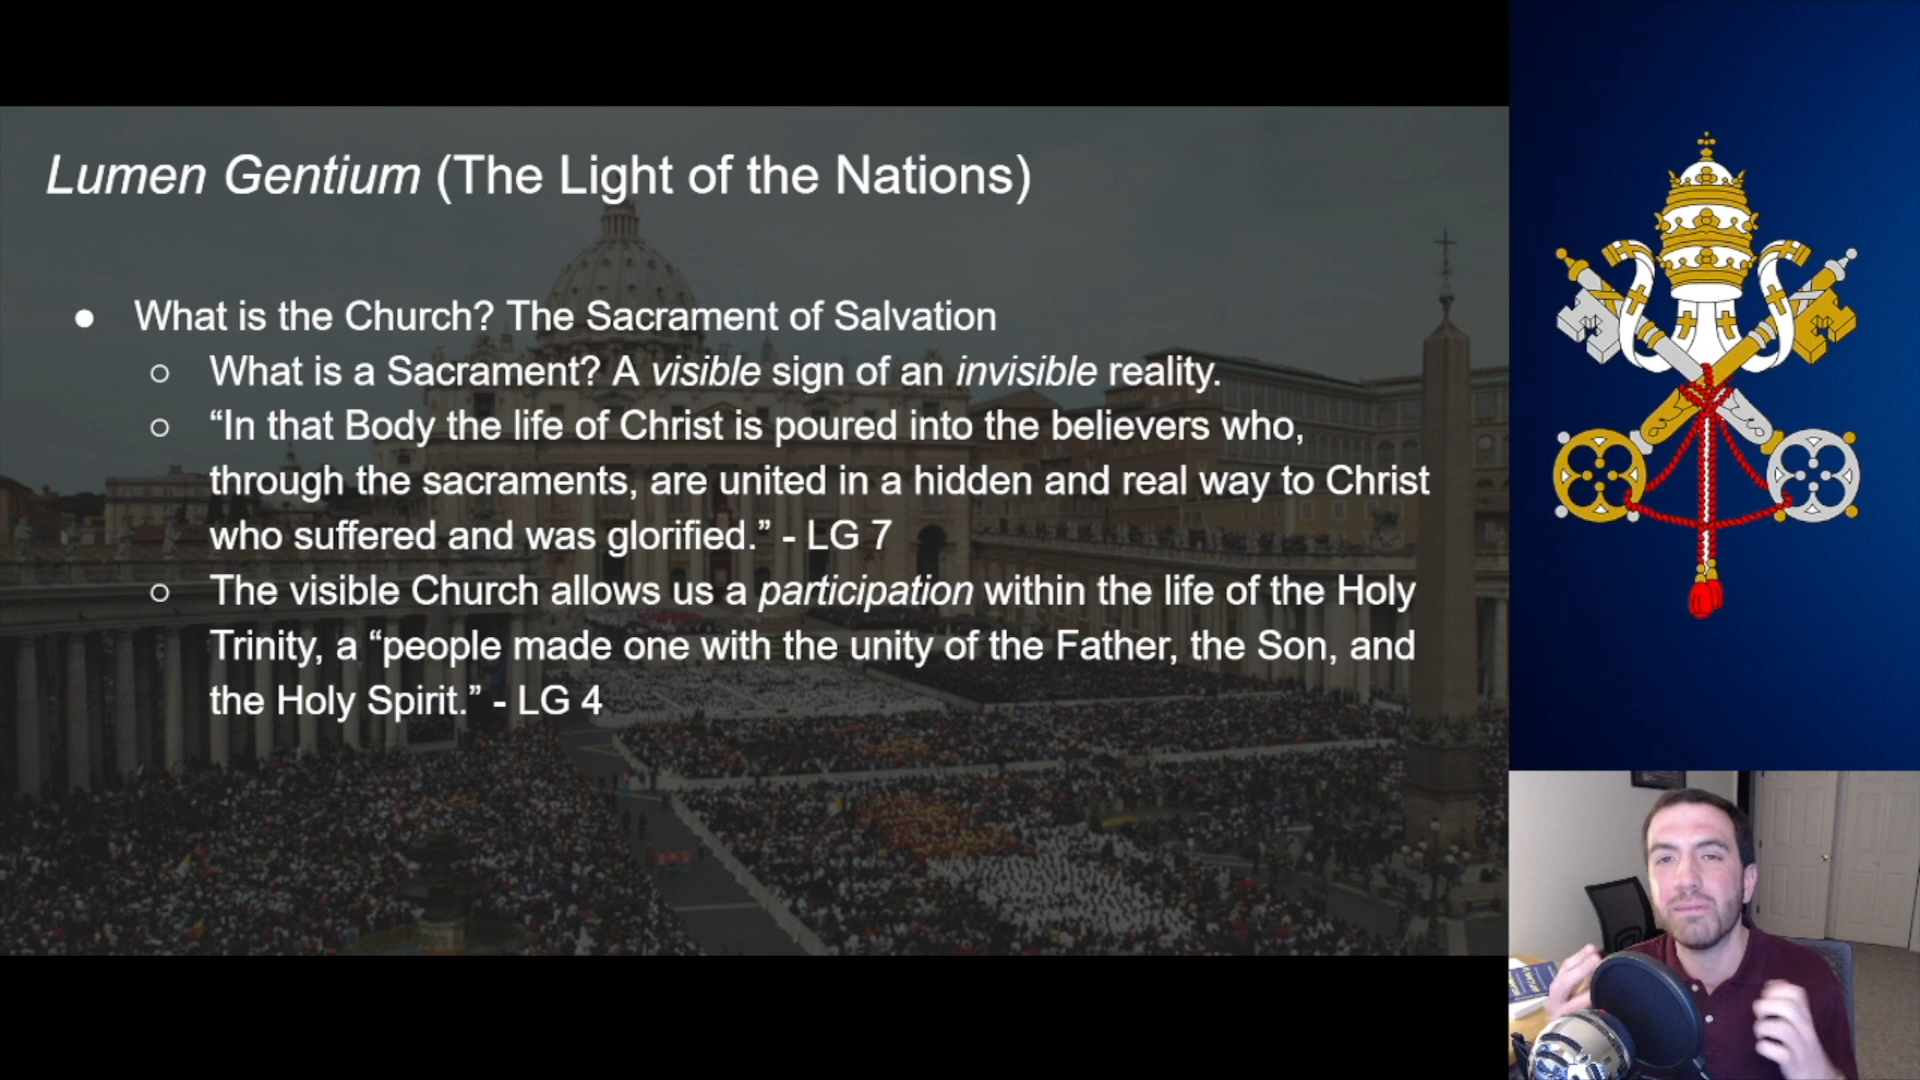 Lumen Gentium (The Light of the Nations)
● What is the Church? The Sacrament of Salvation
○ What is a Sacrament? A visible sign of an invisible reality.
○ “In that Body the life of Christ is poured into the believers who,
through the sacraments, are united in a hidden and real way to Christ
who suffered and was glorified.” - LG 7
○ The visible Church allows us a participation within the life of the Holy
Trinity, a “people made one with the unity of the Father, the Son, and
the Holy Spirit.” - LG 4